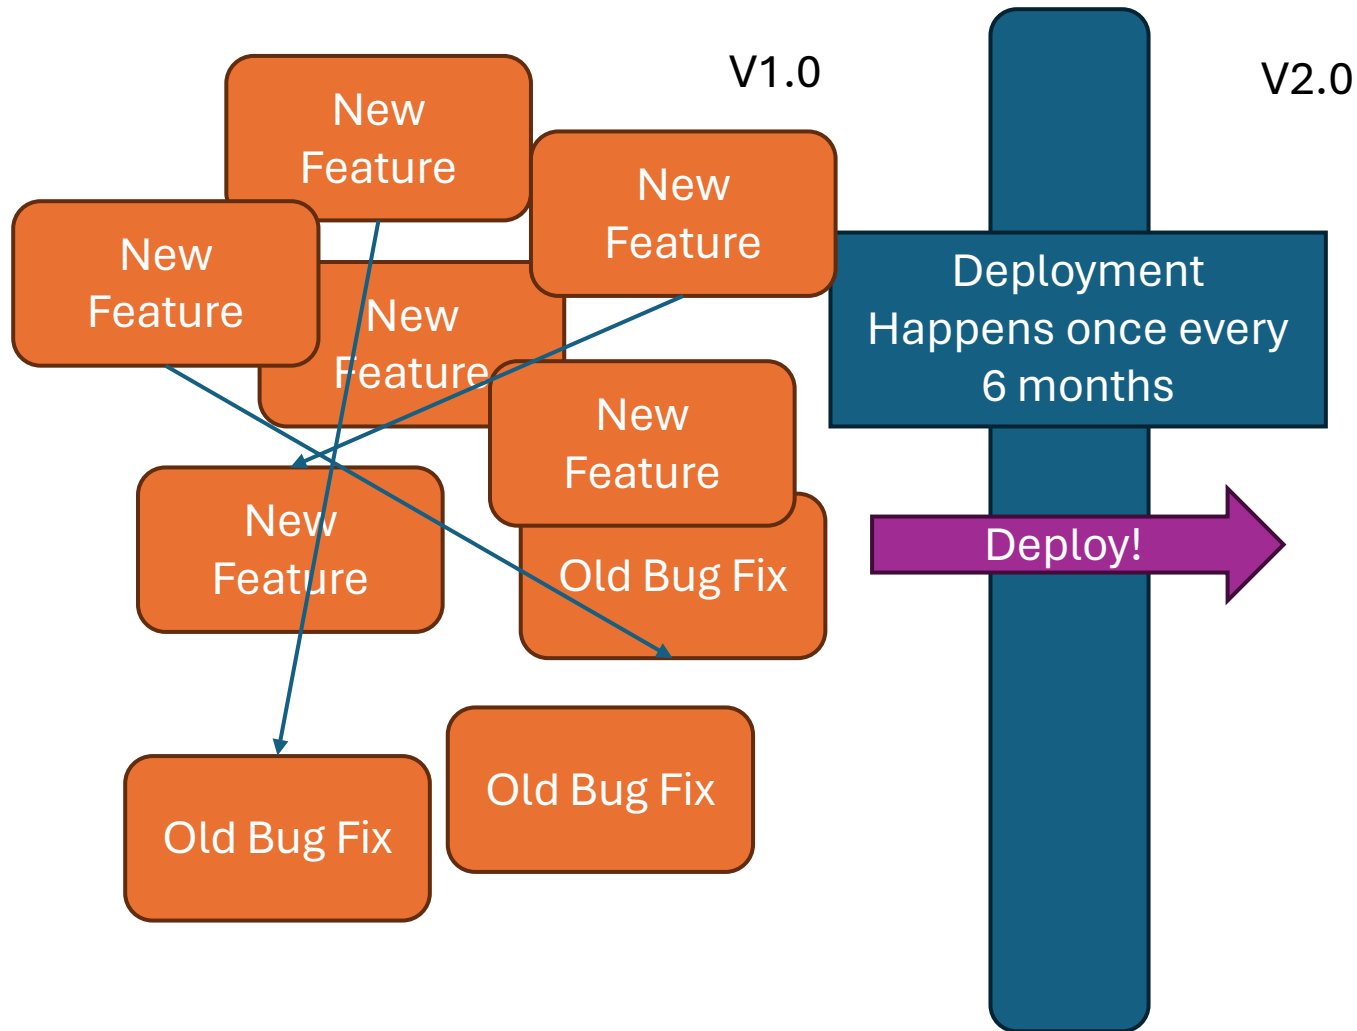 V1.0
V2.0
New
Feature
New
Feature
New
Feature
New
Feature
New
Feature
New
Feature
Old Bug Fix
Old Bug Fix
Old Bug Fix
Deployment
Happens once every
6 months
Deploy!